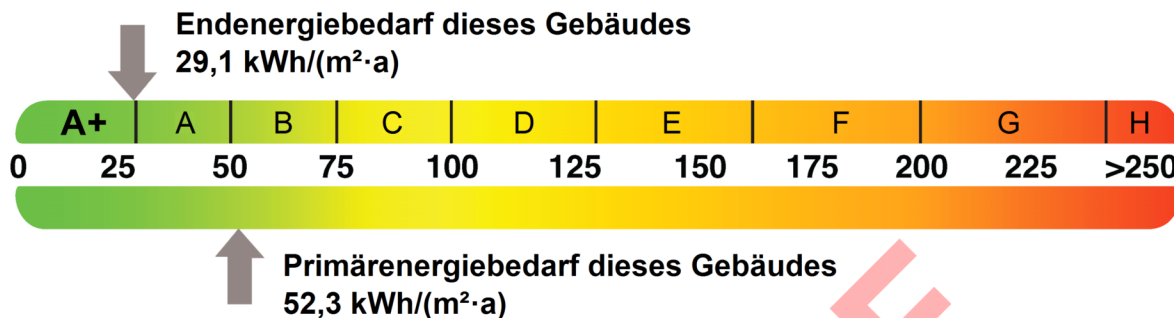 Endenergiebedarf dieses Gebäudes
29,1 kWh/(m²·a)
A+ A B C D E F G H
0 25 50 75 100 125 150 175 200 225 >250
Primärenergiebedarf dieses Gebäudes
52,3 kWh/(m²·a)